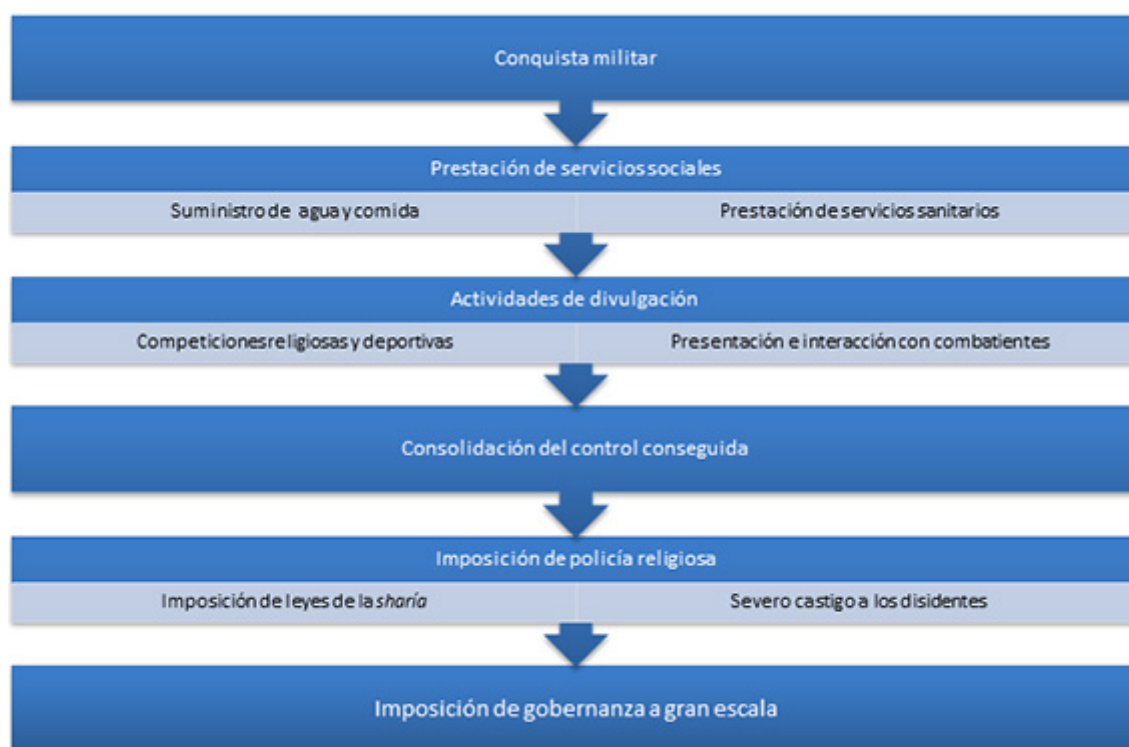 Conquista militar
Prestación de servicios sociales
Suministro de agua y comida
Prestación de servicios sanitarios
Actividades de divulgación
Competiciones religiosas y deportivas
Presentación e interacción con combatientes
Consolidación del control conseguida
Imposición de policía religiosa
Imposición de leyes de la sharía
Severo castigo a los disidentes
Imposición de gobernanza a gran escala